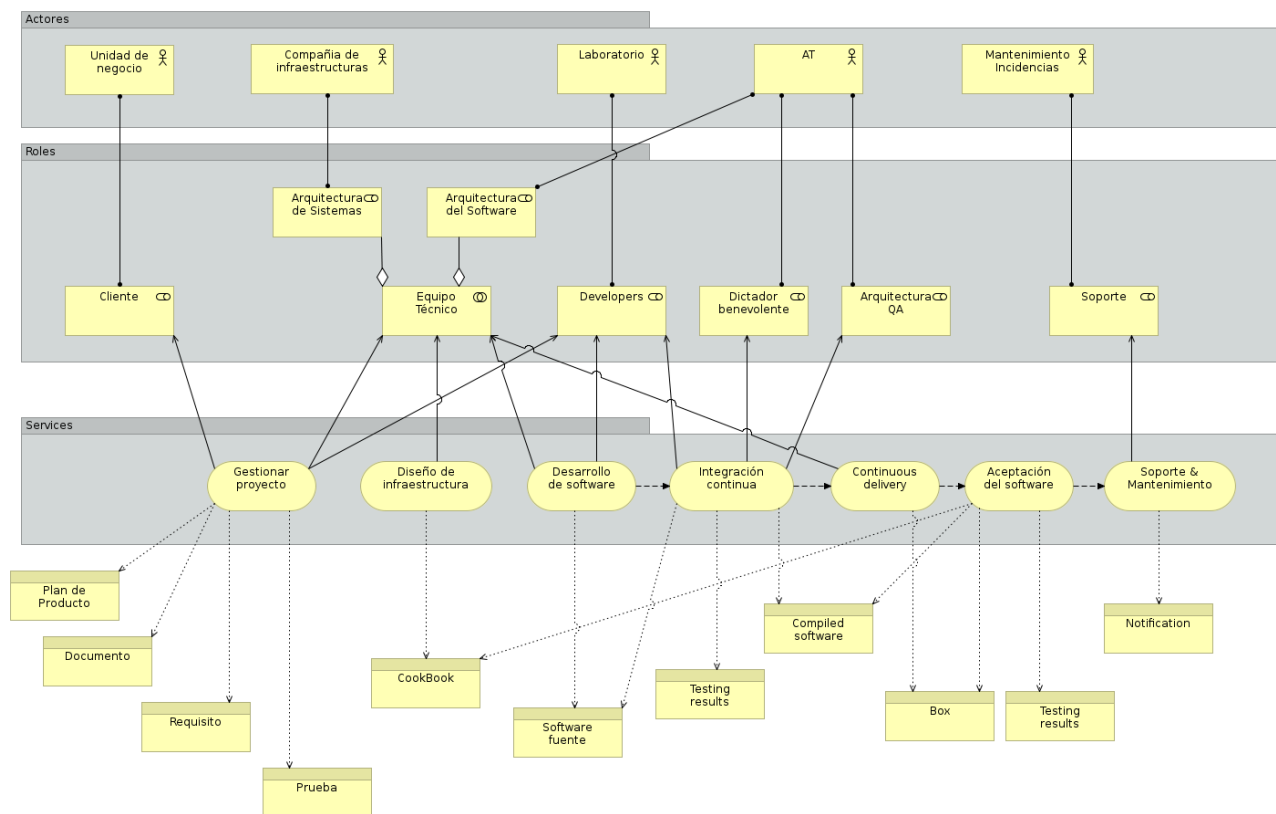 Actores
Unidad de
negocio
Compañia de
infraestructuras
Laboratorio
AT
Mantenimiento
Incidencias
Roles
Arquitectura
de Sistemas
Arquitectura
del Software
Cliente
Equipo
Técnico
Developers
Dictador
benevolente
Arquitectura
QA
Soporte
Services
Gestionar
proyecto
Diseño de
infraestructura
Desarrollo
de software
Integración
continua
Continuous
delivery
Aceptación
del software
Soporte &
Mantenimiento
Plan de
Producto
Documento
Requisito
Prueba
CookBook
Software
fuente
Testing
results
Compiled
software
Box
Testing
results
Notification